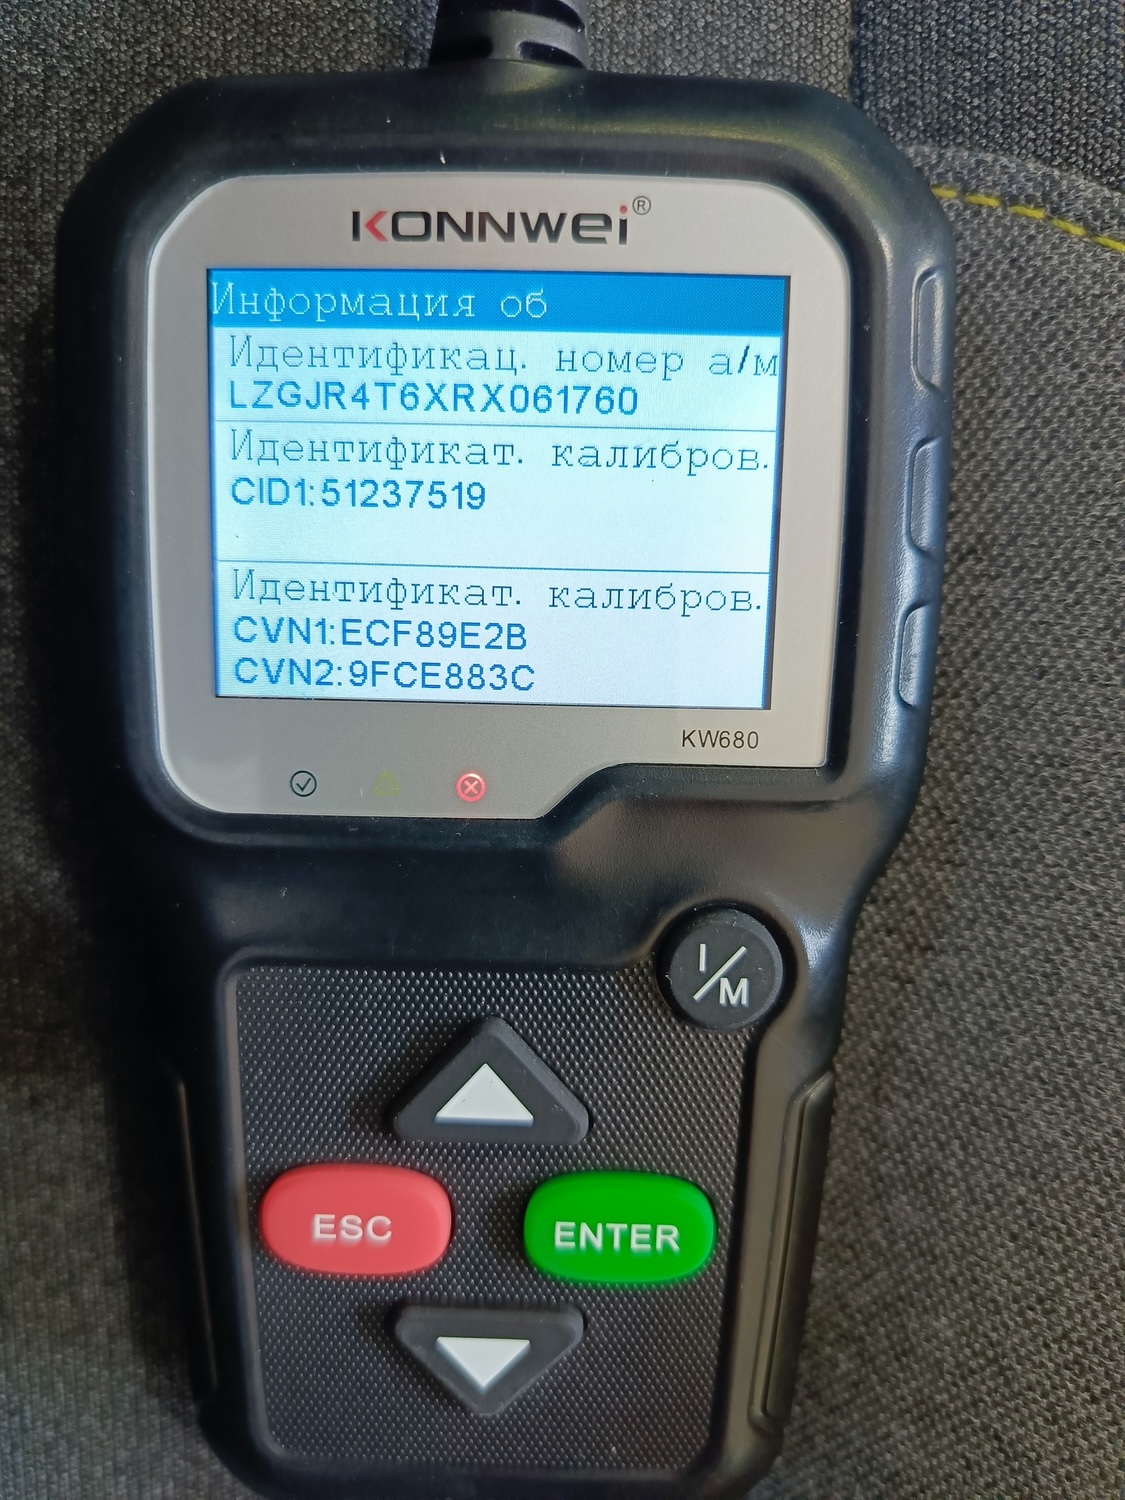 KONNWEI®
Информация об
Идентификац. номер а/м
LZGJR4T6XRX061760
Идентификат. калибров.
CID1:51237519
Идентификат. калибров.
CVN1:ECF89E2B
CVN2:9FCE883C
KW680
I/M
ESC
ENTER